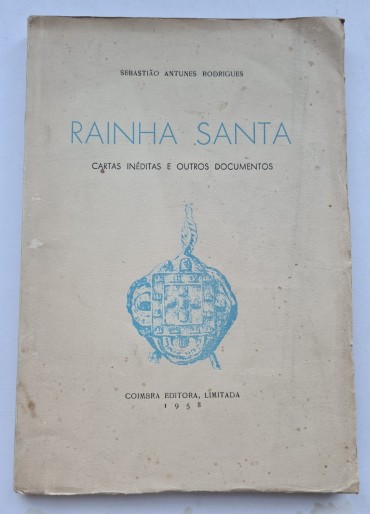 SEBASTIÃO ANTUNES RODRIGUES
RAINHA SANTA
CARTAS INÉDITAS E OUTROS DOCUMENTOS
COIMBRA EDITORA, LIMITADA
1958